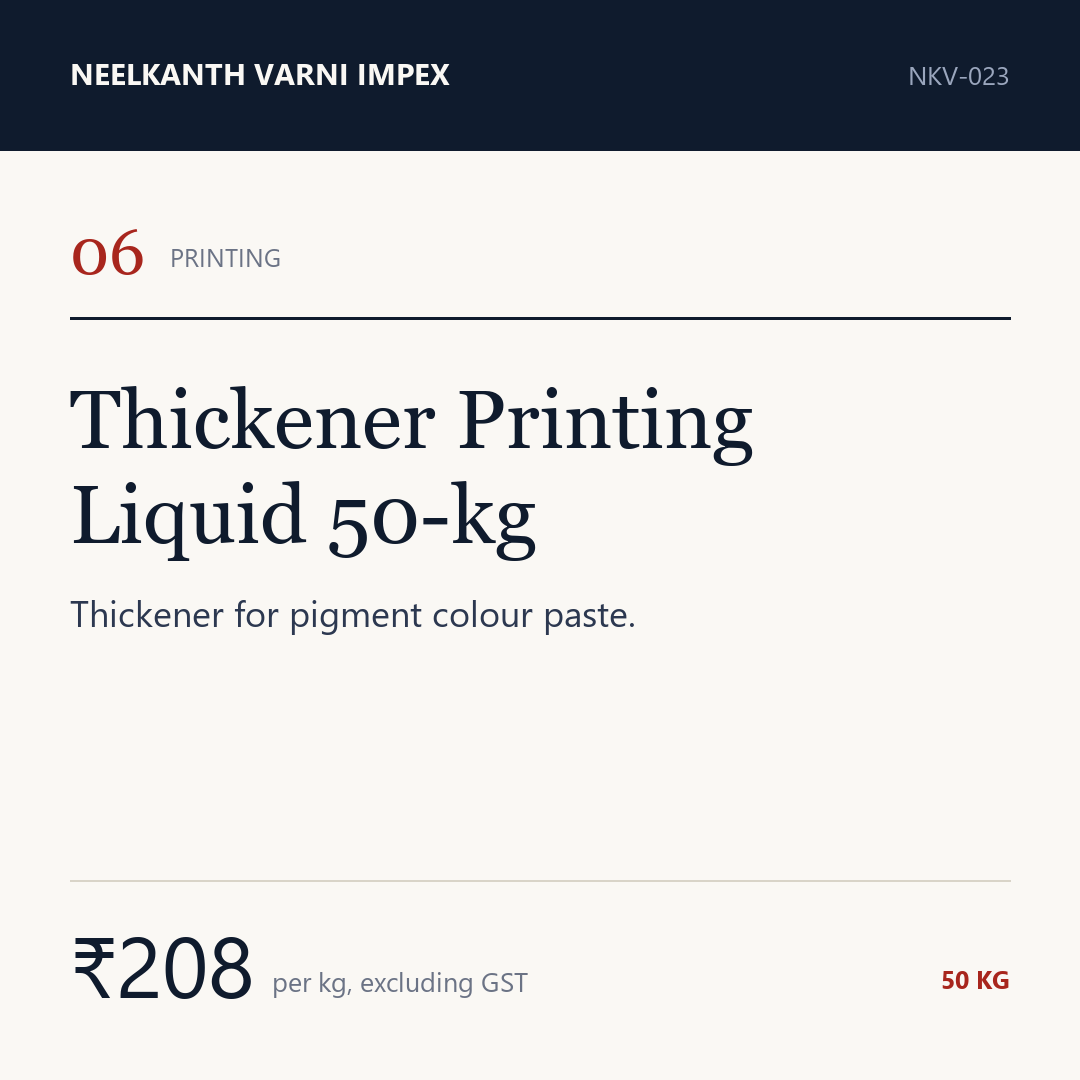 NEELKANTH VARNI IMPEX
NKV-023
06 PRINTING
Thickener Printing
Liquid 50-kg
Thickener for pigment colour paste.
₹208 per kg, excluding GST
50 KG